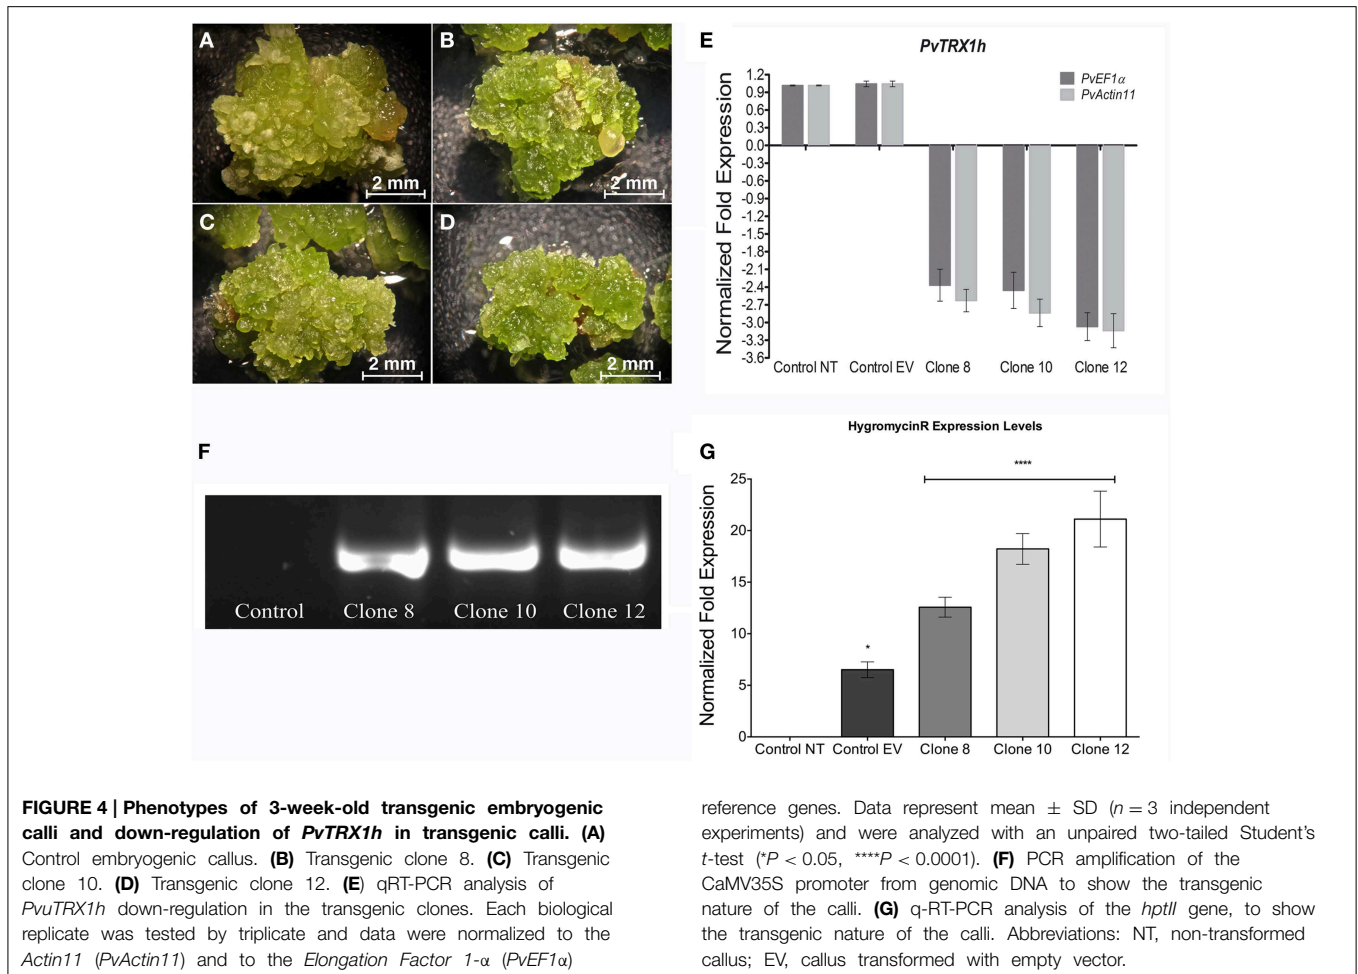 A
2 mm
B
2 mm
C
2 mm
D
2 mm
E
PvTRX1h
PvEF1α
PvActin11
Normalized Fold Expression
1.2
0.9
0.6
0.3
0.0
-0.3
-0.6
-0.9
-1.2
-1.5
-1.8
-2.1
-2.4
-2.7
-3.0
-3.3
-3.6
Control NT Control EV Clone 8 Clone 10 Clone 12
F
Control Clone 8 Clone 10 Clone 12
G
HygromycinR Expression Levels
****
*
Normalized Fold Expression
25
20
15
10
5
0
Control NT Control EV Clone 8 Clone 10 Clone 12
FIGURE 4 | Phenotypes of 3-week-old transgenic embryogenic
calli and down-regulation of PvTRX1h in transgenic calli. (A)
Control embryogenic callus. (B) Transgenic clone 8. (C) Transgenic
clone 10. (D) Transgenic clone 12. (E) qRT-PCR analysis of
PvuTRX1h down-regulation in the transgenic clones. Each biological
replicate was tested by triplicate and data were normalized to the
Actin11 (PvActin11) and to the Elongation Factor 1-α (PvEF1α)
reference genes. Data represent mean ± SD (n = 3 independent
experiments) and were analyzed with an unpaired two-tailed Student's
t-test (*P < 0.05, ****P < 0.0001). (F) PCR amplification of the
CaMV35S promoter from genomic DNA to show the transgenic
nature of the calli. (G) q-RT-PCR analysis of the hptII gene, to show
the transgenic nature of the calli. Abbreviations: NT, non-transformed
callus; EV, callus transformed with empty vector.